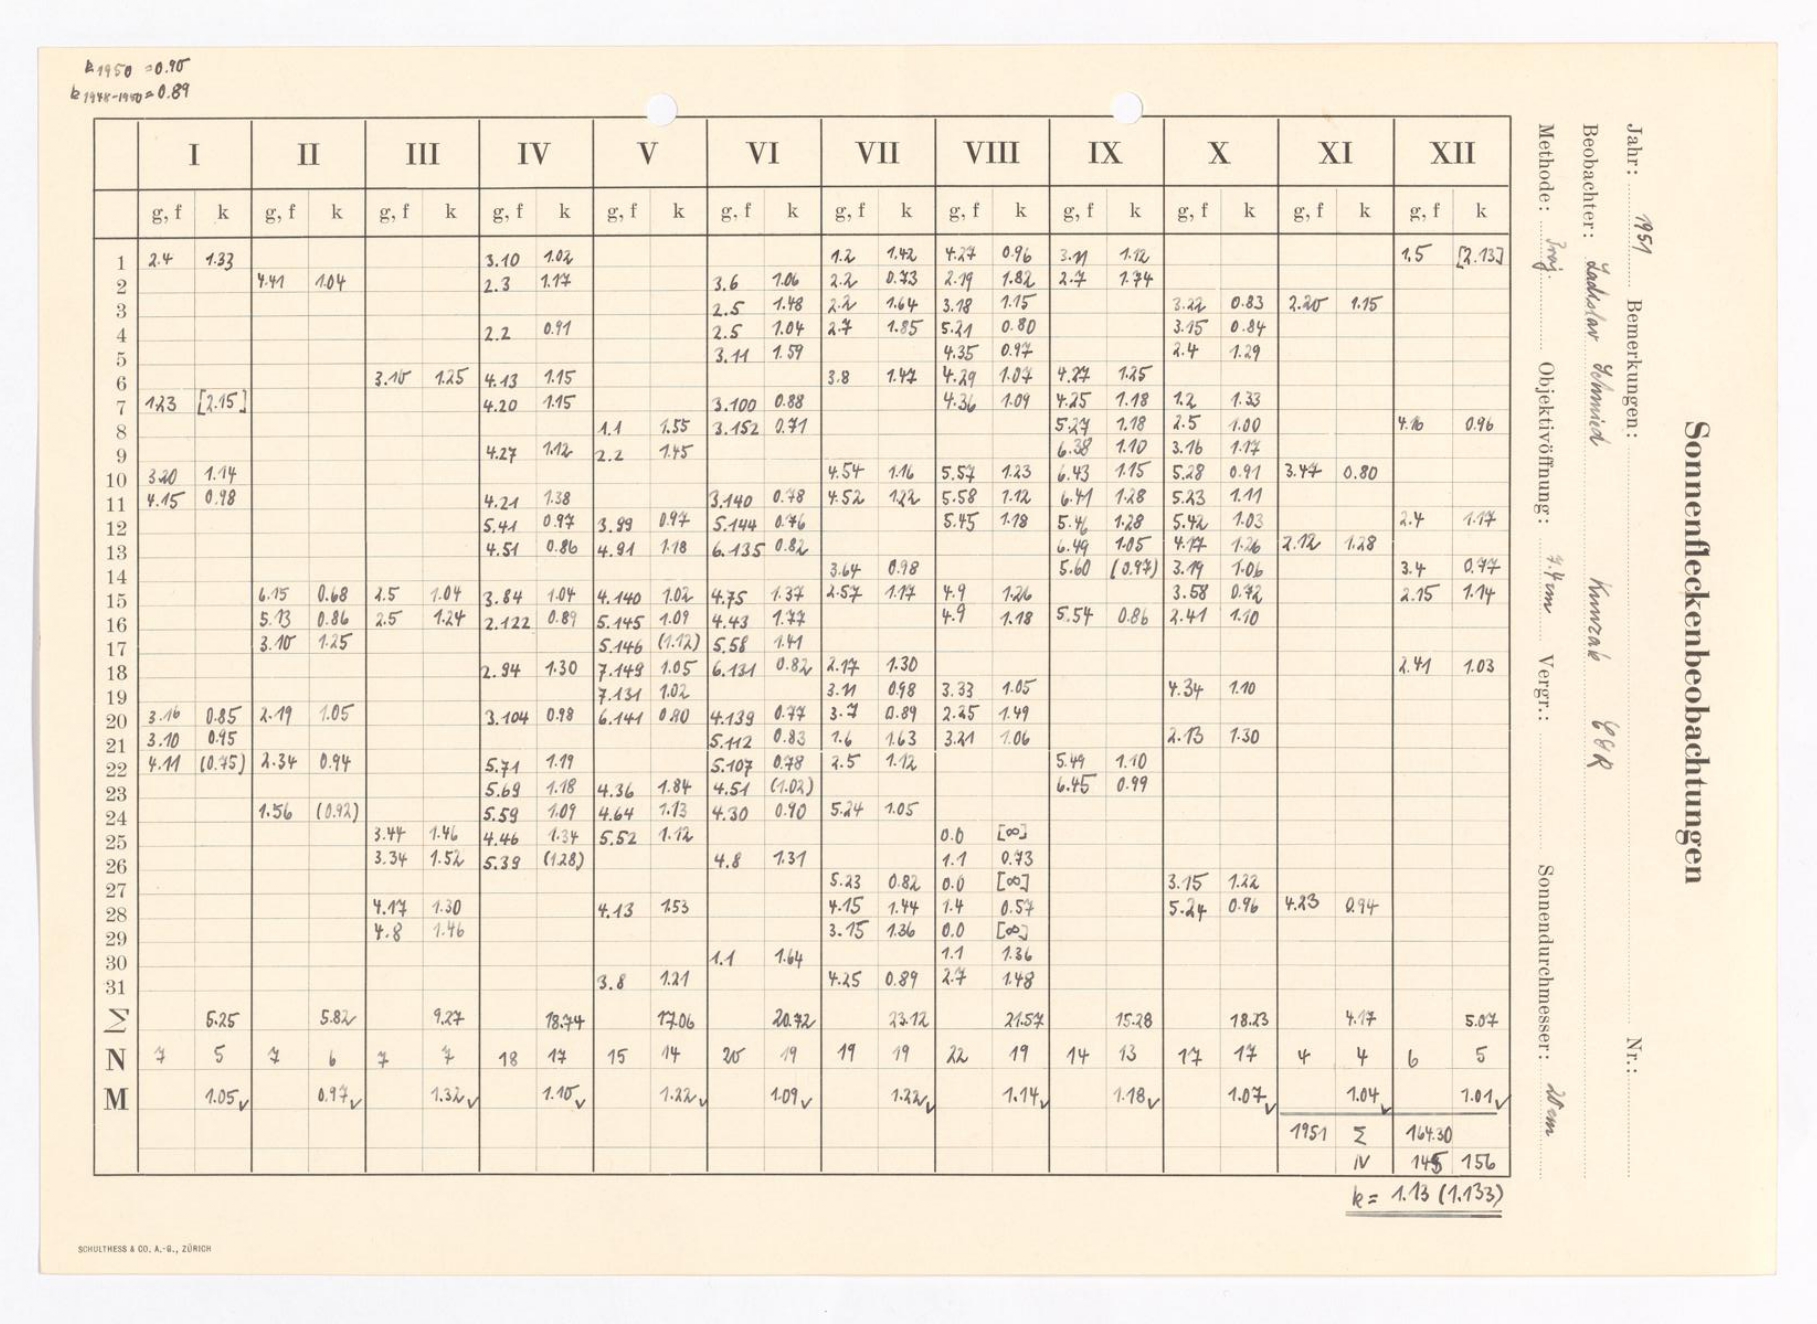 k1950 = 0.90
k1948-1950 = 0.89
Sonnenfleckenbeobachtungen
Jahr: 1951 Bemerkungen: Nr.:
Beobachter: Ladislav Schmied Kunzak ČSR
Methode: Proj. Objektivöffnung: 7.4 cm Vergr.: Sonnendurchmesser: 20 cm
I II III IV V VI VII VIII IX X XI XII
g, f k g, f k g, f k g, f k g, f k g, f k g, f k g, f k g, f k g, f k g, f k g, f k
1 2.4 1.33 3.10 1.02 1.2 1.42 4.27 0.96 3.11 1.12 1.5 [2.13]
2 4.41 1.04 2.3 1.17 3.6 1.06 2.2 0.73 2.19 1.82 2.7 1.74
3 2.5 1.48 2.2 1.64 3.18 1.15 3.22 0.83 2.20 1.15
4 2.2 0.91 2.5 1.04 2.7 1.85 5.21 0.80 3.15 0.84
5 3.11 1.59 4.35 0.97 2.4 1.29
6 3.10 1.25 4.13 1.15 3.8 1.47 4.29 1.07 4.27 1.25
7 1.23 [2.15] 4.20 1.15 3.100 0.88 4.36 1.09 4.25 1.18 1.2 1.33
8 1.1 1.55 3.152 0.71 5.27 1.18 2.5 1.00 4.16 0.96
9 4.27 1.12 2.2 1.45 6.38 1.10 3.16 1.17
10 3.20 1.14 4.54 1.16 5.57 1.23 6.43 1.15 5.28 0.91 3.47 0.80
11 4.15 0.98 4.21 1.38 3.140 0.78 4.52 1.22 5.58 1.12 6.41 1.28 5.23 1.11
12 5.41 0.97 3.99 0.97 5.144 0.76 5.45 1.18 5.46 1.28 5.42 1.03 2.4 1.17
13 4.51 0.86 4.91 1.18 6.135 0.82 6.49 1.05 4.17 1.26 2.12 1.28
14 3.64 0.98 5.60 (0.97) 3.19 1.06 3.4 0.77
15 6.15 0.68 2.5 1.04 3.84 1.04 4.140 1.02 4.75 1.37 2.57 1.17 4.9 1.26 3.58 0.72 2.15 1.14
16 5.13 0.86 2.5 1.24 2.122 0.89 5.145 1.09 4.43 1.77 4.9 1.18 5.54 0.86 2.41 1.10
17 3.10 1.25 5.146 (1.12) 5.58 1.41
18 2.94 1.30 7.149 1.05 6.131 0.82 2.17 1.30 2.41 1.03
19 7.131 1.02 3.11 0.98 3.33 1.05 4.34 1.10
20 3.16 0.85 2.19 1.05 3.104 0.98 6.141 0.80 4.139 0.77 3.7 0.89 2.25 1.49
21 3.10 0.95 5.112 0.83 1.6 1.63 3.21 1.06 2.13 1.30
22 4.11 (0.75) 2.34 0.94 5.71 1.19 5.107 0.78 2.5 1.12 5.49 1.10
23 5.69 1.18 4.36 1.84 4.51 (1.02) 6.45 0.99
24 1.56 (0.92) 5.59 1.09 4.64 1.13 4.30 0.90 5.24 1.05
25 3.44 1.46 4.46 1.34 5.52 1.12 0.0 [∞]
26 3.34 1.52 5.39 (1.28) 4.8 1.31 1.1 0.73
27 5.23 0.82 0.0 [∞] 3.15 1.22
28 4.17 1.30 4.13 1.53 4.15 1.44 1.4 0.57 5.24 0.96 4.23 0.94
29 4.8 1.46 3.15 1.36 0.0 [∞]
30 1.1 1.64 1.1 1.36
31 3.8 1.21 4.25 0.89 2.7 1.48
Σ 5.25 5.82 9.27 18.74 17.06 20.72 23.12 21.57 15.28 18.23 4.17 5.07
N 7 5 7 6 7 7 18 17 15 14 20 19 19 19 22 19 14 13 17 17 4 4 6 5
M 1.05 0.97 1.32 1.10 1.22 1.09 1.22 1.14 1.18 1.07 1.04 1.01
1951 Σ 164.30
N 145 156
k = 1.13 (1.133)
SCHULTHESS & CO. A.-G., ZÜRICH